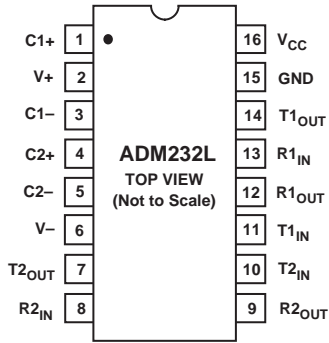 C1+ 1 16 VCC
V+ 2 15 GND
C1– 3 14 T1OUT
C2+ 4 ADM232L 13 R1IN
TOP VIEW
C2– 5 (Not to Scale) 12 R1OUT
V– 6 11 T1IN
T2OUT 7 10 T2IN
R2IN 8 9 R2OUT